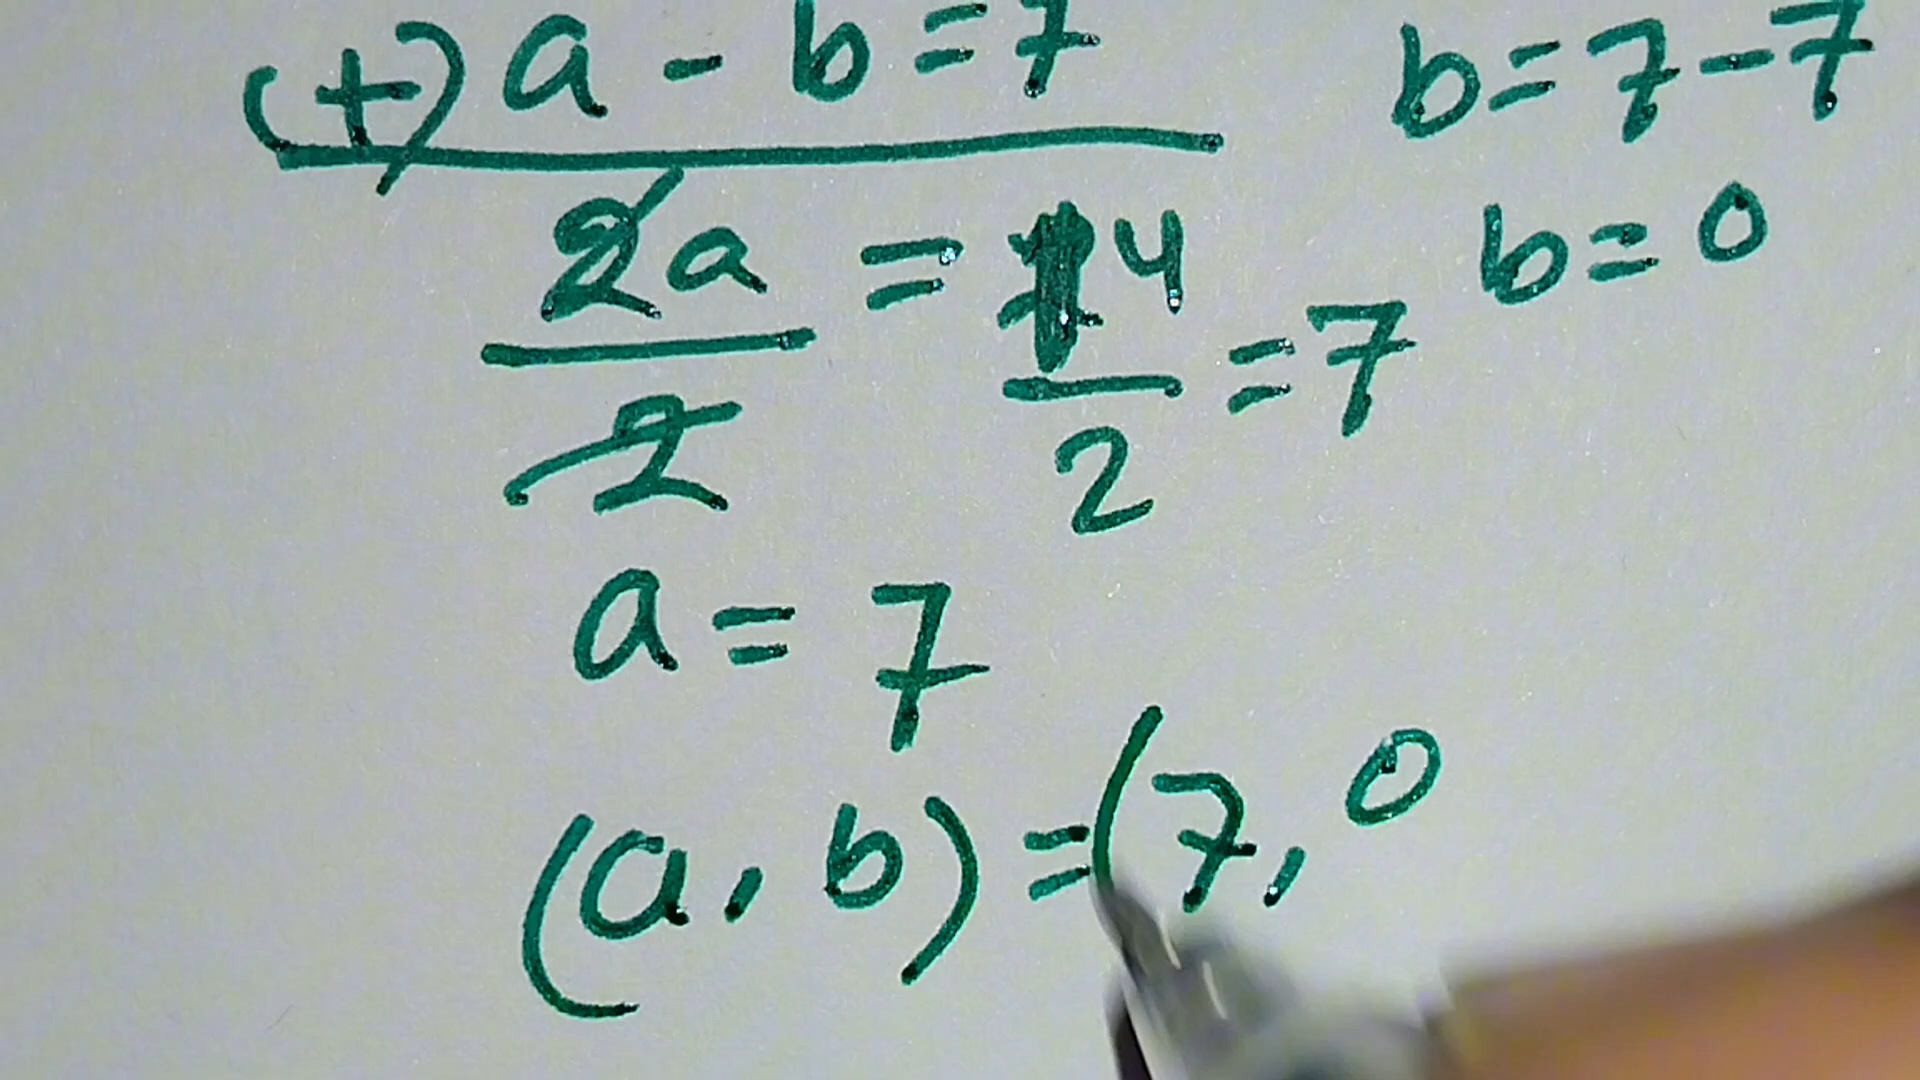 (+) a - b = 7
2a = 14
2 2 = 7
a = 7
(a, b) = (7, 0
b = 7 - 7
b = 0